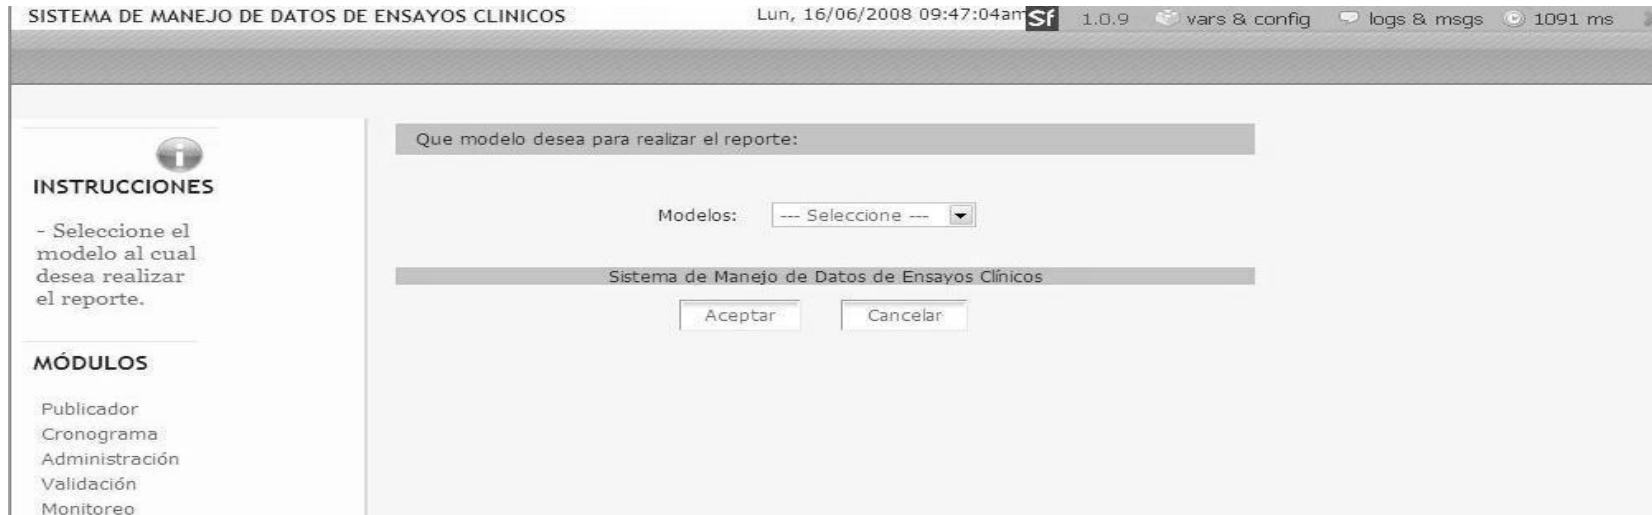 SISTEMA DE MANEJO DE DATOS DE ENSAYOS CLINICOS
Lun, 16/06/2008 09:47:04am
Sf 1.0.9 vars & config logs & msgs 1091 ms
INSTRUCCIONES
- Seleccione el
modelo al cual
desea realizar
el reporte.
MÓDULOS
Publicador
Cronograma
Administración
Validación
Monitoreo
Que modelo desea para realizar el reporte:
Modelos: --- Seleccione ---
Sistema de Manejo de Datos de Ensayos Clínicos
Aceptar Cancelar